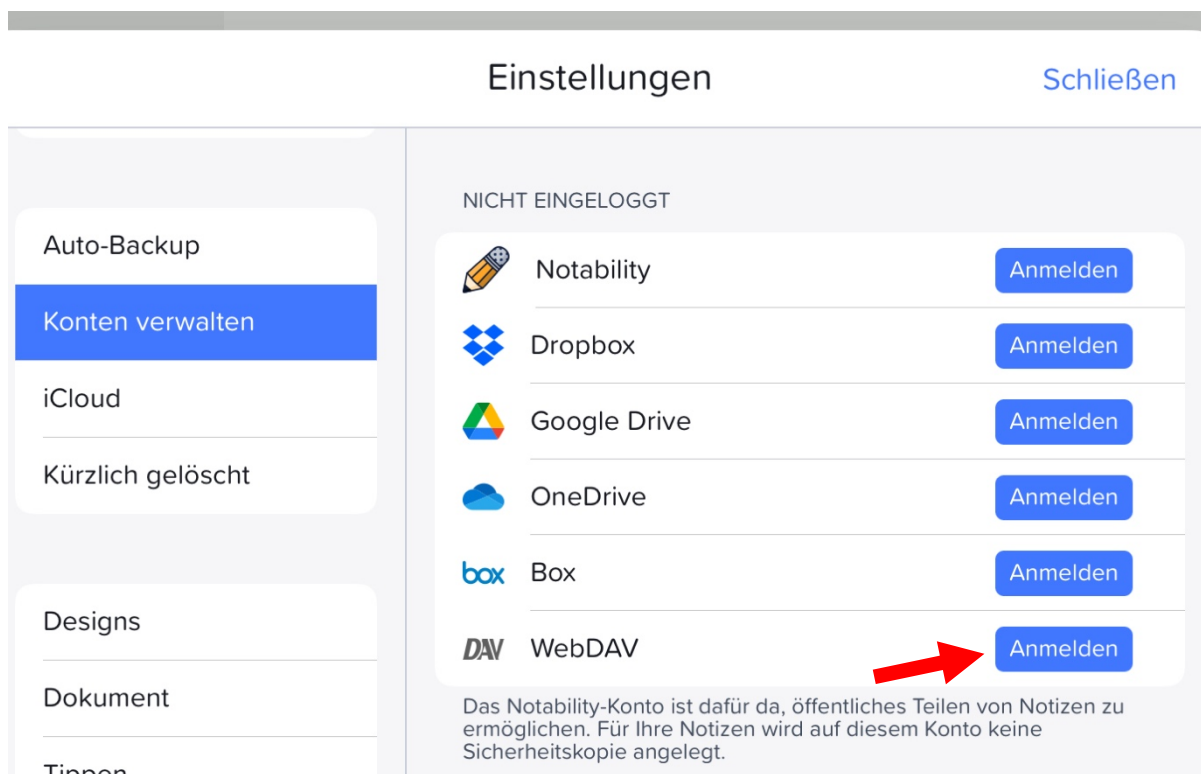 Einstellungen
Schließen
Auto-Backup
Konten verwalten
iCloud
Kürzlich gelöscht
Designs
Dokument
Tippen
NICHT EINGELOGGT
Notability Anmelden
Dropbox Anmelden
Google Drive Anmelden
OneDrive Anmelden
box Box Anmelden
DAV WebDAV Anmelden
Das Notability-Konto ist dafür da, öffentliches Teilen von Notizen zu
ermöglichen. Für Ihre Notizen wird auf diesem Konto keine
Sicherheitskopie angelegt.